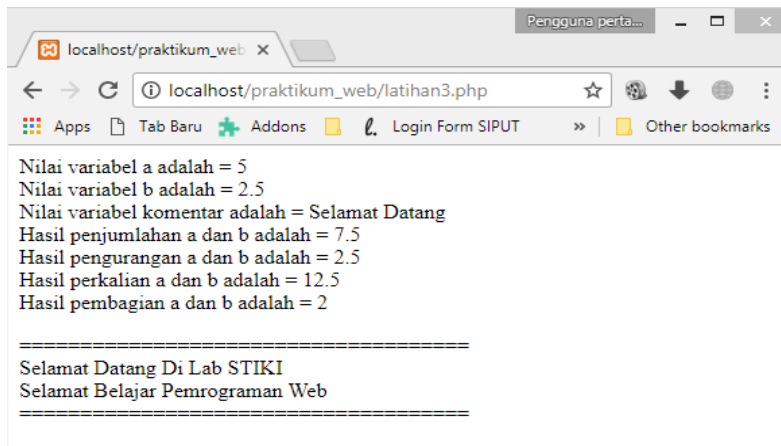 Pengguna perta...
localhost/praktikum_web
localhost/praktikum_web/latihan3.php
Apps Tab Baru Addons Login Form SIPUT » Other bookmarks
Nilai variabel a adalah = 5
Nilai variabel b adalah = 2.5
Nilai variabel komentar adalah = Selamat Datang
Hasil penjumlahan a dan b adalah = 7.5
Hasil pengurangan a dan b adalah = 2.5
Hasil perkalian a dan b adalah = 12.5
Hasil pembagian a dan b adalah = 2
=====================================
Selamat Datang Di Lab STIKI
Selamat Belajar Pemrograman Web
=====================================